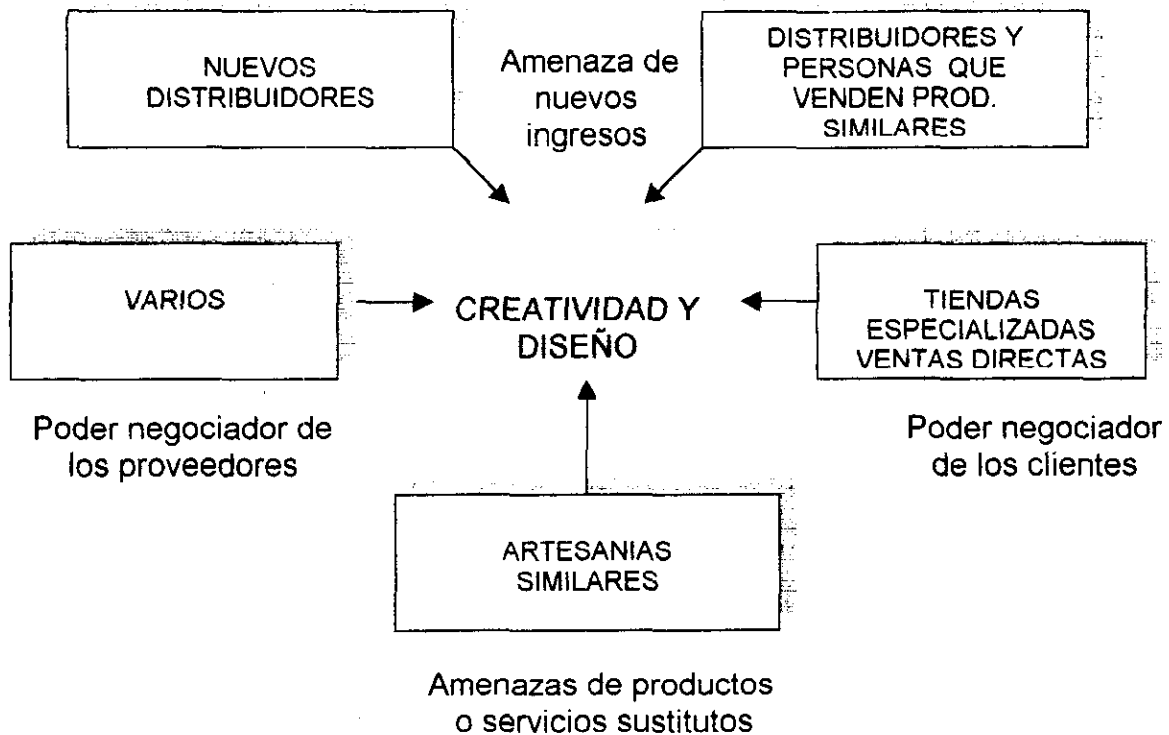 NUEVOS
DISTRIBUIDORES
Amenaza de
nuevos
ingresos
DISTRIBUIDORES Y
PERSONAS QUE
VENDEN PROD.
SIMILARES
VARIOS
CREATIVIDAD Y
DISEÑO
TIENDAS
ESPECIALIZADAS
VENTAS DIRECTAS
Poder negociador de
los proveedores
Poder negociador
de los clientes
ARTESANIAS
SIMILARES
Amenazas de productos
o servicios sustitutos